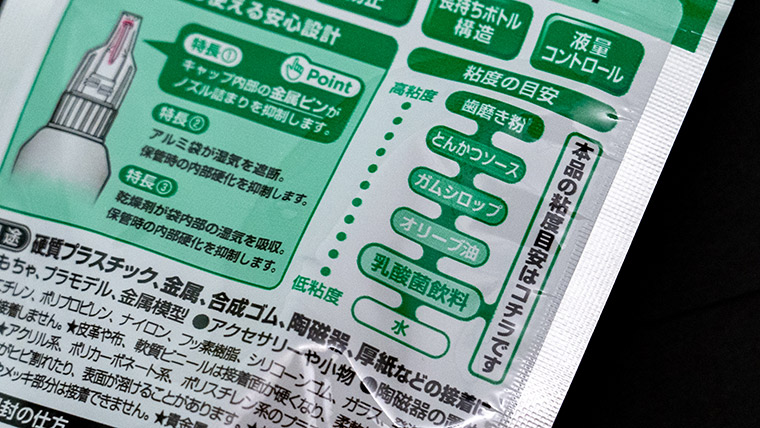 使える安心設計
長持ちボトル
構造
液量
コントロール
特長①
キャップ内部の金属ピンが
ノズル詰まりを抑制します。
Point
特長②
アルミ袋が湿気を遮断。
保管時の内部硬化を抑制します。
特長③
乾燥剤が袋内部の湿気を吸収。
保管時の内部硬化を抑制します。
粘度の目安
高粘度
歯磨き粉
とんかつソース
ガムシロップ
オリーブ油
乳酸菌飲料
水
低粘度
本品の粘度目安はコチラです
途 硬質プラスチック、金属、合成ゴム、陶磁器、厚紙などの接着
もちゃ、プラモデル、金属模型 ●アクセサリーや小物 ●陶磁器の
チレン、ポリプロピレン、ナイロン、フッ素樹脂、シリコーンゴム、ガラス、
接着しません。★皮革や布、軟質ビニールは接着面が硬くなり、柔軟
★アクリル系、ポリカーボネート系、ポリスチレン系のプラ
がヒビ割れたり、表面が溶けることがあります。
やメッキ部分は接着できません。★貴金属
封の仕方